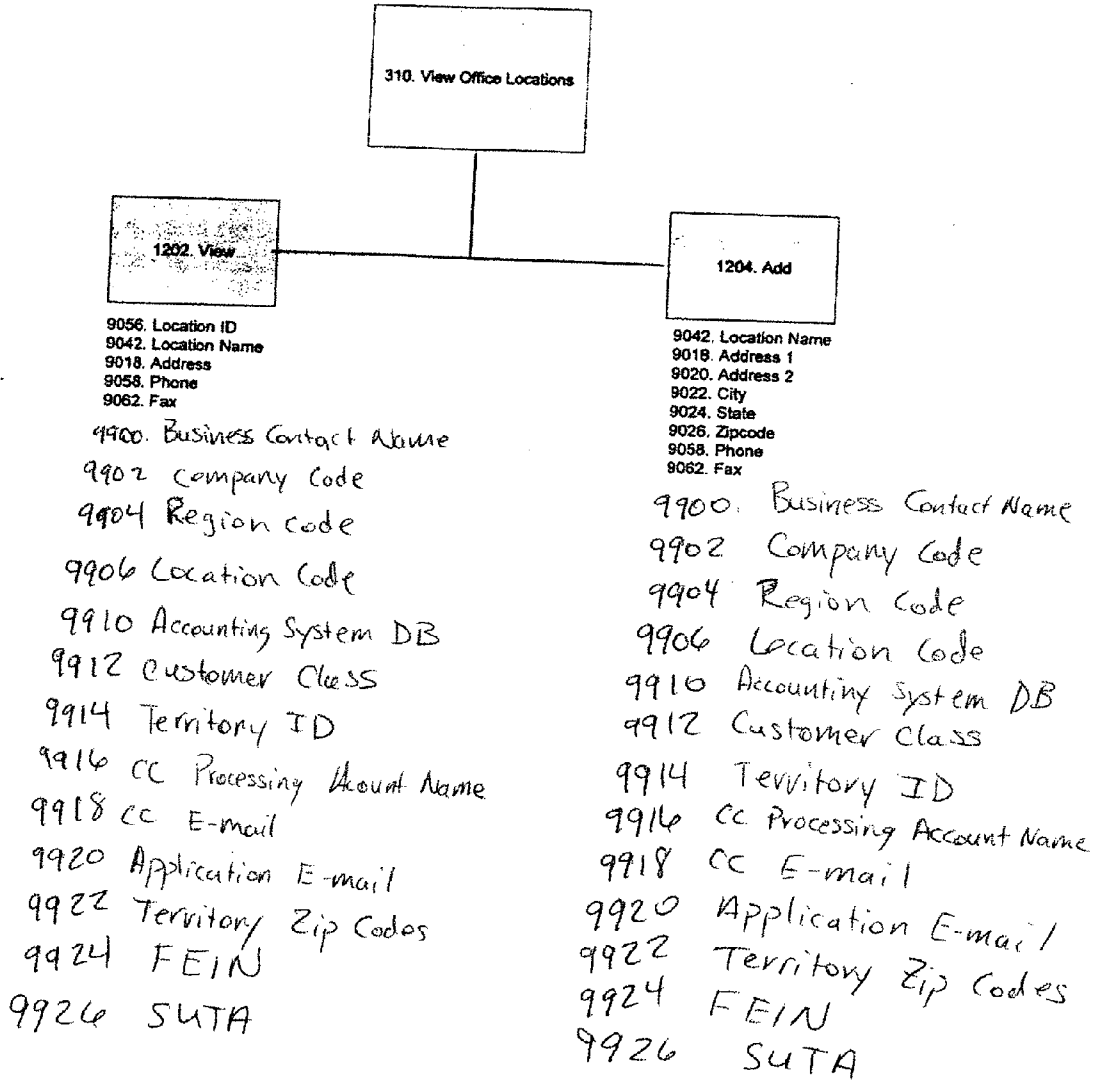 310. View Office Locations
1202. View
9056. Location ID
9042. Location Name
9018. Address
9058. Phone
9062. Fax
9900. Business Contact Name
9902 Company Code
9904 Region Code
9906 Location Code
9910 Accounting System DB
9912 Customer Class
9914 Territory ID
9916 CC Processing Account Name
9918 CC E-mail
9920 Application E-mail
9922 Territory Zip Codes
9924 FEIN
9926 SUTA
1204. Add
9042. Location Name
9018. Address 1
9020. Address 2
9022. City
9024. State
9026. Zipcode
9058. Phone
9062. Fax
9900. Business Contact Name
9902 Company Code
9904 Region Code
9906 Location Code
9910 Accounting System DB
9912 Customer Class
9914 Territory ID
9916 CC Processing Account Name
9918 CC E-mail
9920 Application E-mail
9922 Territory Zip Codes
9924 FEIN
9926 SUTA